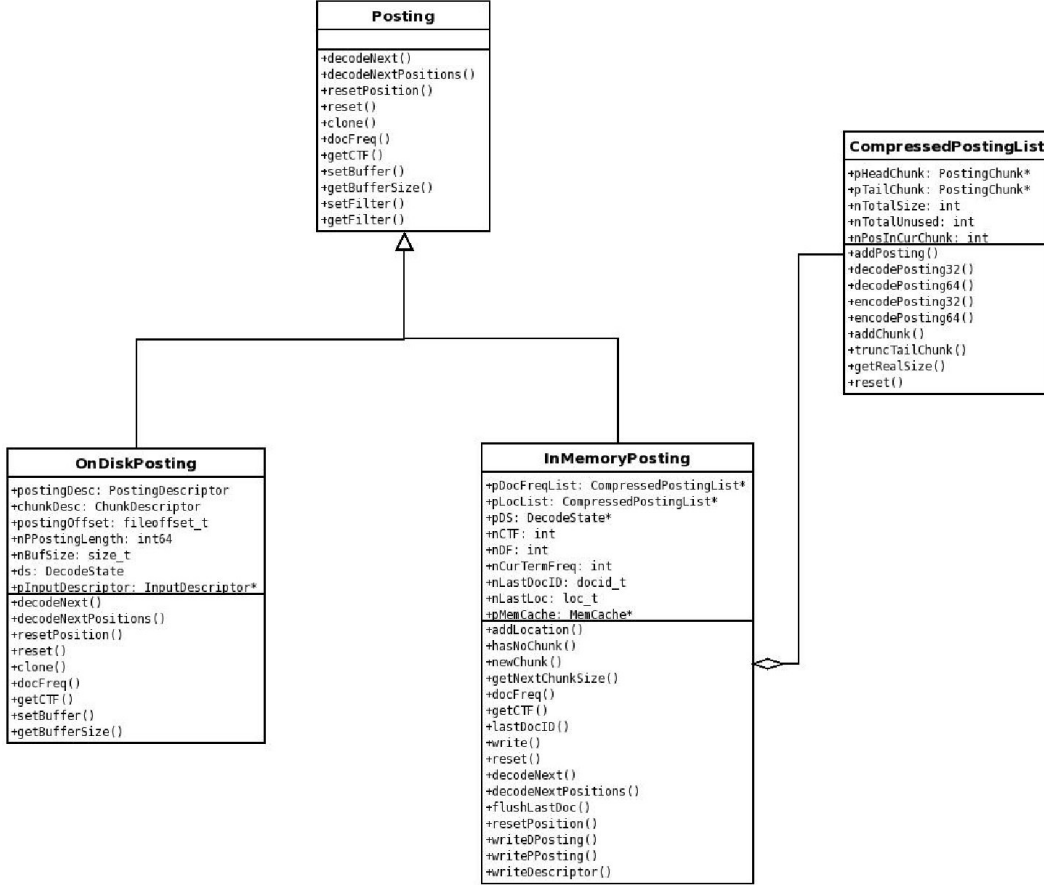 Posting
+decodeNext()
+decodeNextPositions()
+resetPosition()
+reset()
+clone()
+docFreq()
+getCTF()
+setBuffer()
+getBufferSize()
+setFilter()
+getFilter()
CompressedPostingList
+pHeadChunk: PostingChunk*
+pTailChunk: PostingChunk*
+nTotalSize: int
+nTotalUnused: int
+nPosInCurChunk: int
+addPosting()
+decodePosting32()
+decodePosting64()
+encodePosting32()
+encodePosting64()
+addChunk()
+truncTailChunk()
+getRealSize()
+reset()
OnDiskPosting
+postingDesc: PostingDescriptor
+chunkDesc: ChunkDescriptor
+postingOffset: fileoffset_t
+nPPostingLength: int64
+nBufSize: size_t
+ds: DecodeState
+pInputDescriptor: InputDescriptor*
+decodeNext()
+decodeNextPositions()
+resetPosition()
+reset()
+clone()
+docFreq()
+getCTF()
+setBuffer()
+getBufferSize()
InMemoryPosting
+pDocFreqList: CompressedPostingList*
+pLocList: CompressedPostingList*
+pDS: DecodeState*
+nCTF: int
+nDF: int
+nCurTermFreq: int
+nLastDocID: docid_t
+nLastLoc: loc_t
+pMemCache: MemCache*
+addLocation()
+hasNoChunk()
+newChunk()
+getNextChunkSize()
+docFreq()
+getCTF()
+lastDocID()
+write()
+reset()
+decodeNext()
+decodeNextPositions()
+flushLastDoc()
+resetPosition()
+writeDPosting()
+writePPosting()
+writeDescriptor()